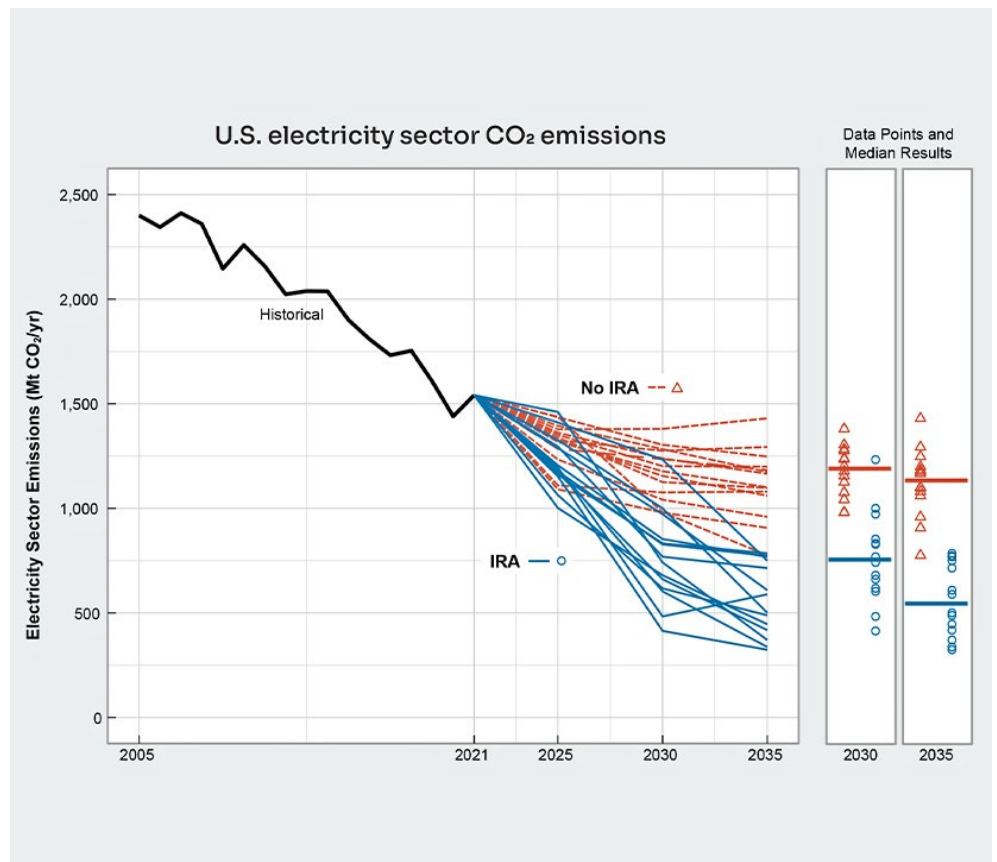 U.S. electricity sector CO₂ emissions
Data Points and
Median Results
Electricity Sector Emissions (Mt CO₂/yr)
2,500
2,000
1,500
1,000
500
0
Historical
No IRA
IRA
2005
2021
2025
2030
2035
2030
2035